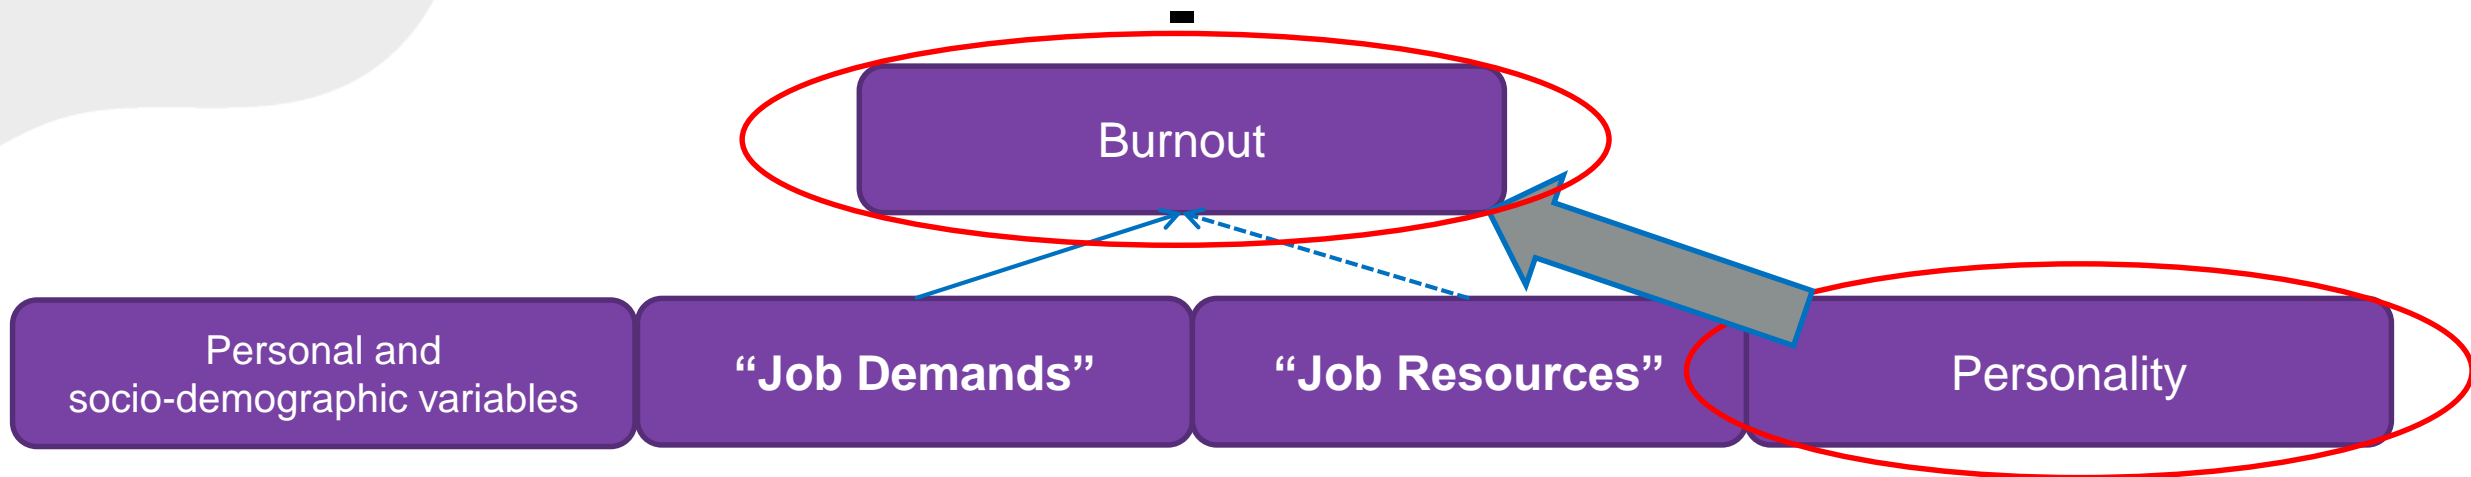 -
Burnout
Personal and
socio-demographic variables
“Job Demands”
“Job Resources”
Personality